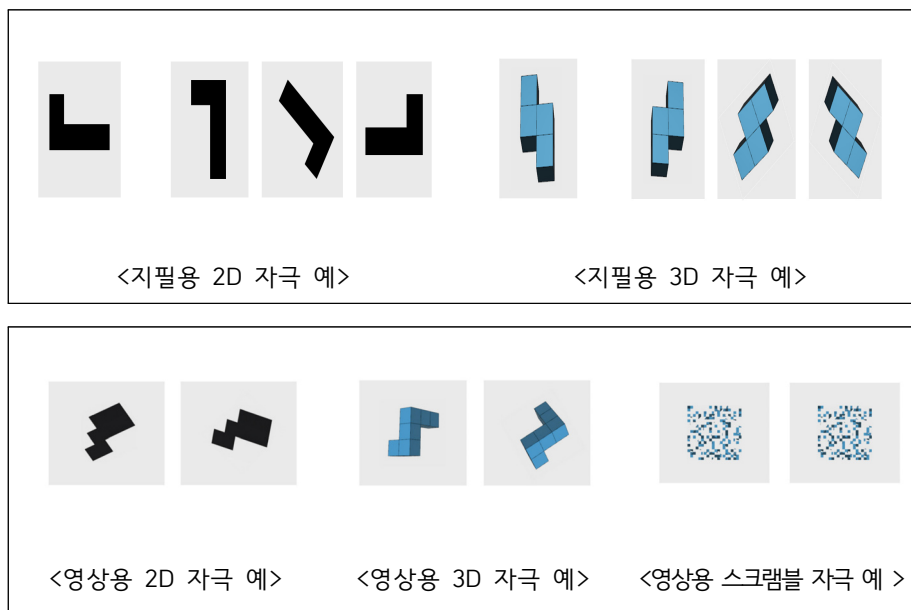 <지필용 2D 자극 예>
<지필용 3D 자극 예>
<영상용 2D 자극 예>
<영상용 3D 자극 예>
<영상용 스크램블 자극 예 >